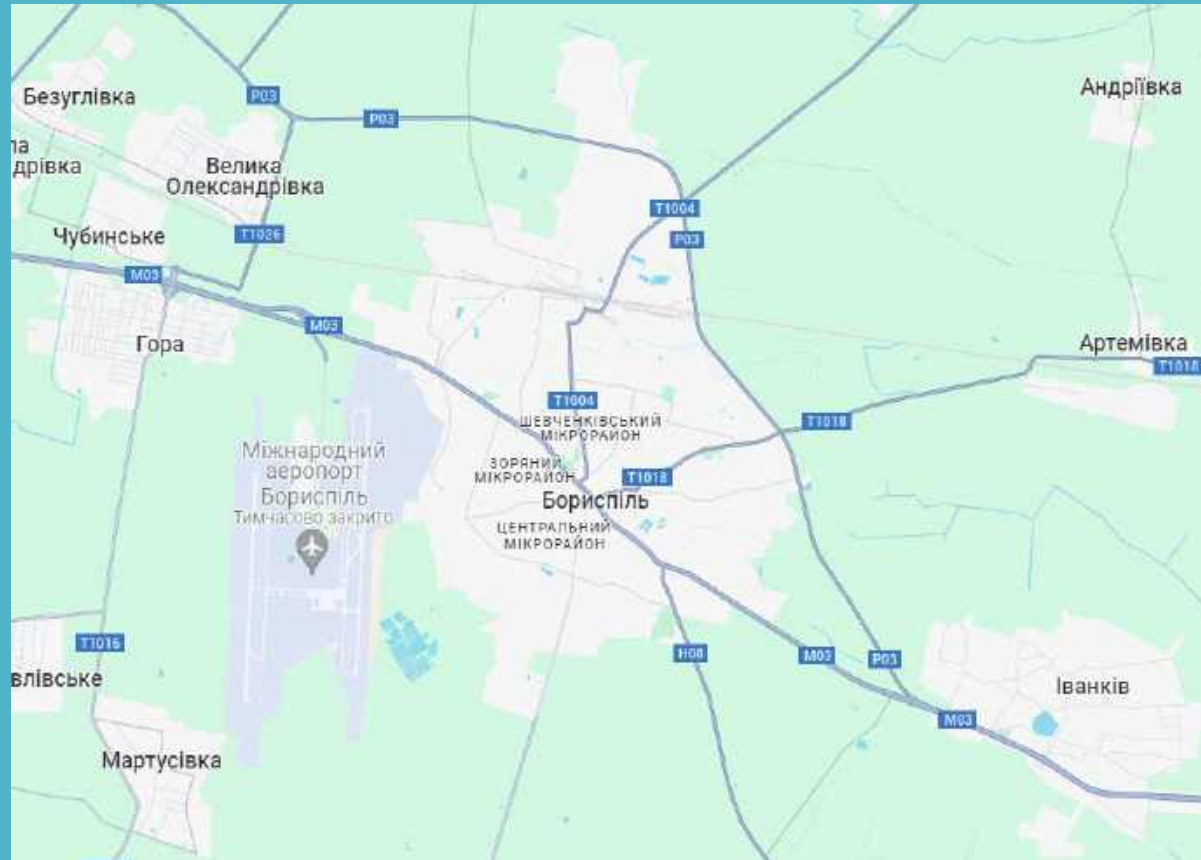 Безуглівка
Р03
Р03
Андріївка
ла
дрівка
Велика
Олександрівка
Т1004
Чубинське
Т1026
Р03
М03
М03
Гора
Артемівка
Т1018
Т1004
ШЕВЧЕНКІВСЬКИЙ
МІКРОРАЙОН
Т1018
Міжнародний
аеропорт
Бориспіль
Тимчасово закрито
ЗОРЯНИЙ
МІКРОРАЙОН
Т1018
Бориспіль
ЦЕНТРАЛЬНИЙ
МІКРОРАЙОН
Т1016
Н08
М03
Р03
влівське
Іванків
М03
Мартусівка